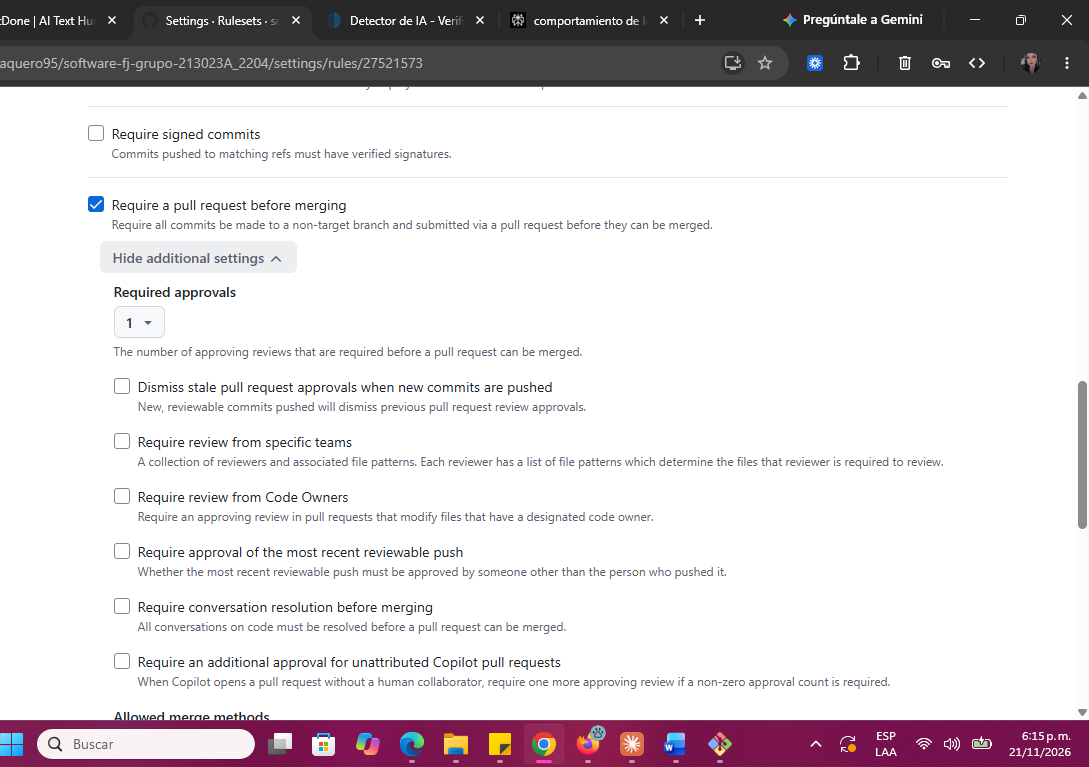 tDone | AI Text Hu
Settings · Rulesets · so
Detector de IA - Verif
comportamiento de l
Pregúntale a Gemini
aquero95/software-fj-grupo-213023A_2204/settings/rules/27521573
Require signed commits
Commits pushed to matching refs must have verified signatures.
Require a pull request before merging
Require all commits be made to a non-target branch and submitted via a pull request before they can be merged.
Hide additional settings
Required approvals
1
The number of approving reviews that are required before a pull request can be merged.
Dismiss stale pull request approvals when new commits are pushed
New, reviewable commits pushed will dismiss previous pull request review approvals.
Require review from specific teams
A collection of reviewers and associated file patterns. Each reviewer has a list of file patterns which determine the files that reviewer is required to review.
Require review from Code Owners
Require an approving review in pull requests that modify files that have a designated code owner.
Require approval of the most recent reviewable push
Whether the most recent reviewable push must be approved by someone other than the person who pushed it.
Require conversation resolution before merging
All conversations on code must be resolved before a pull request can be merged.
Require an additional approval for unattributed Copilot pull requests
When Copilot opens a pull request without a human collaborator, require one more approving review if a non-zero approval count is required.
Allowed merge methods
Buscar
ESP
LAA
6:15 p. m.
21/11/2026